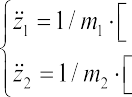 z̈₁ = 1/m₁·[
z̈₂ = 1/m₂·[